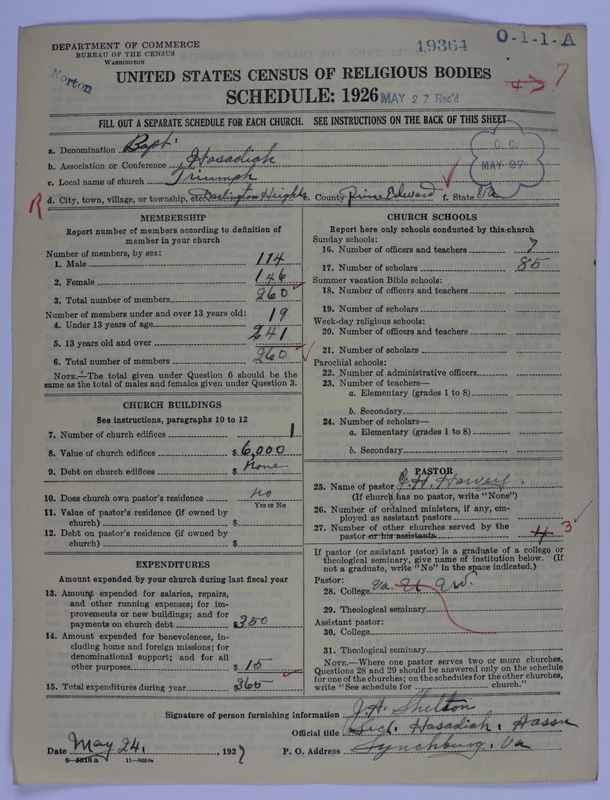 DEPARTMENT OF COMMERCE
BUREAU OF THE CENSUS
WASHINGTON
Norton
19364
O-1-1-A
UNITED STATES CENSUS OF RELIGIOUS BODIES
7
SCHEDULE: 1926
MAY 27 Rec'd
FILL OUT A SEPARATE SCHEDULE FOR EACH CHURCH. SEE INSTRUCTIONS ON THE BACK OF THIS SHEET
C. C.
MAY 27
a. Denomination Bapt.
b. Association or Conference Hasadiah
c. Local name of church Triumph
R
d. City, town, village, or township, etc. Darlington Heights e. County Prince Edward f. State Va
MEMBERSHIP
Report number of members according to definition of
member in your church
Number of members, by sex:
1. Male 114
2. Female 146
3. Total number of members 260
Number of members under and over 13 years old:
4. Under 13 years of age 19
5. 13 years old and over 241
6. Total number of members 260
NOTE.—The total given under Question 6 should be the
same as the total of males and females given under Question 3.
CHURCH BUILDINGS
See instructions, paragraphs 10 to 12
7. Number of church edifices 1
8. Value of church edifices $ 6,000
9. Debt on church edifices $ None
10. Does church own pastor's residence No
Yes or No
11. Value of pastor's residence (if owned by
church) $
12. Debt on pastor's residence (if owned by
church) $
EXPENDITURES
Amount expended by your church during last fiscal year
13. Amount expended for salaries, repairs,
and other running expenses; for im-
provements or new buildings; and for
payments on church debt $350
14. Amount expended for benevolences, in-
cluding home and foreign missions; for
denominational support; and for all
other purposes $ 15
15. Total expenditures during year $365
CHURCH SCHOOLS
Report here only schools conducted by this church
Sunday schools:
16. Number of officers and teachers 7
17. Number of scholars 85
Summer vacation Bible schools:
18. Number of officers and teachers
19. Number of scholars
Week-day religious schools:
20. Number of officers and teachers
21. Number of scholars
Parochial schools:
22. Number of administrative officers
23. Number of teachers—
a. Elementary (grades 1 to 8)
b. Secondary
24. Number of scholars—
a. Elementary (grades 1 to 8)
b. Secondary
PASTOR
25. Name of pastor J. H. Harvey
(If church has no pastor, write "None")
26. Number of ordained ministers, if any, em-
ployed as assistant pastors
27. Number of other churches served by the
pastor or his assistants 4 3
If pastor (or assistant pastor) is a graduate of a college or
theological seminary, give name of institution below. (If
not a graduate, write "No" in the space indicated.)
Pastor:
28. College Va.
29. Theological seminary
Assistant pastor:
30. College
31. Theological seminary
NOTE.—Where one pastor serves two or more churches,
Questions 28 and 29 should be answered only on the schedule
for one of the churches; on the schedules for the other churches,
write "See schedule for church."
Signature of person furnishing information J. H. Shelton
Official title Hasadiah, Assn
Date May 24, , 1927 P. O. Address Lynchburg, Va
11—9554a